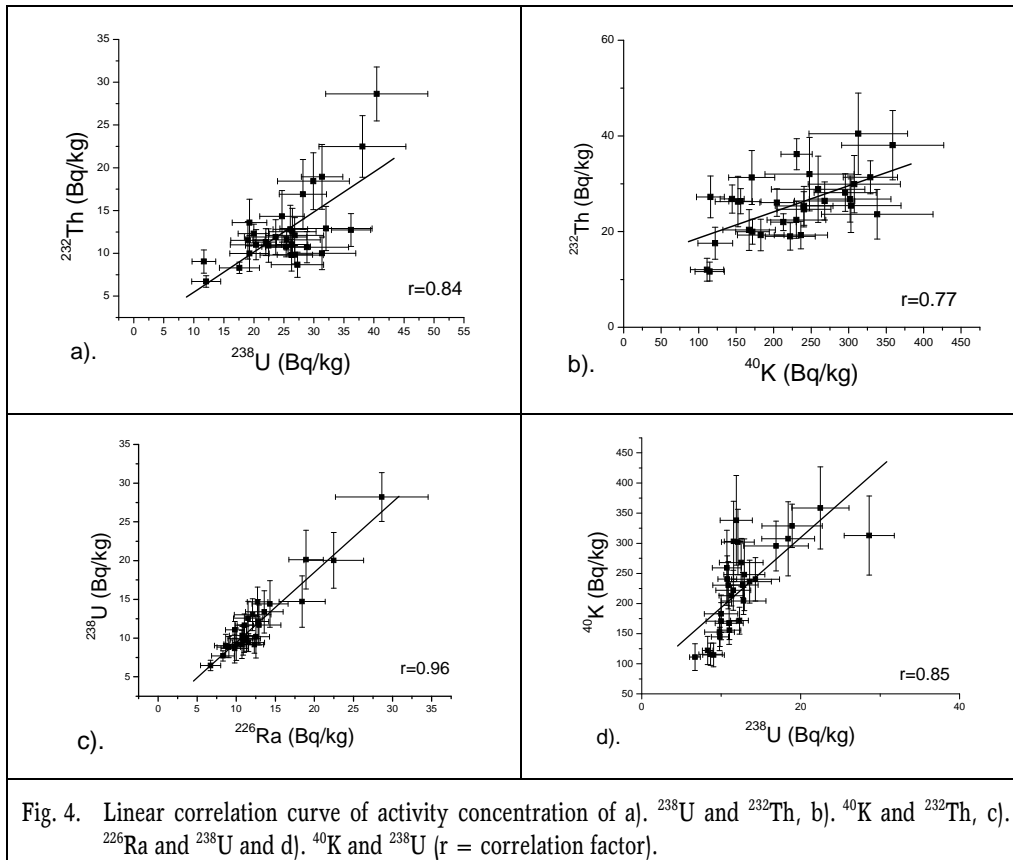 35
30
25
20
15
10
5
²³²Th (Bq/kg)
r=0.84
0 5 10 15 20 25 30 35 40 45 50 55
a).
²³⁸U (Bq/kg)
60
40
20
0
²³²Th (Bq/kg)
r=0.77
0 50 100 150 200 250 300 350 400 450
b).
⁴⁰K (Bq/kg)
35
30
25
20
15
10
5
²³⁸U (Bq/kg)
r=0.96
0 5 10 15 20 25 30 35
c).
²²⁶Ra (Bq/kg)
450
400
350
300
250
200
150
100
50
⁴⁰K (Bq/kg)
r=0.85
0 20 40
d).
²³⁸U (Bq/kg)
Fig. 4. Linear correlation curve of activity concentration of a). ²³⁸U and ²³²Th, b). ⁴⁰K and ²³²Th, c).
²²⁶Ra and ²³⁸U and d). ⁴⁰K and ²³⁸U (r = correlation factor).